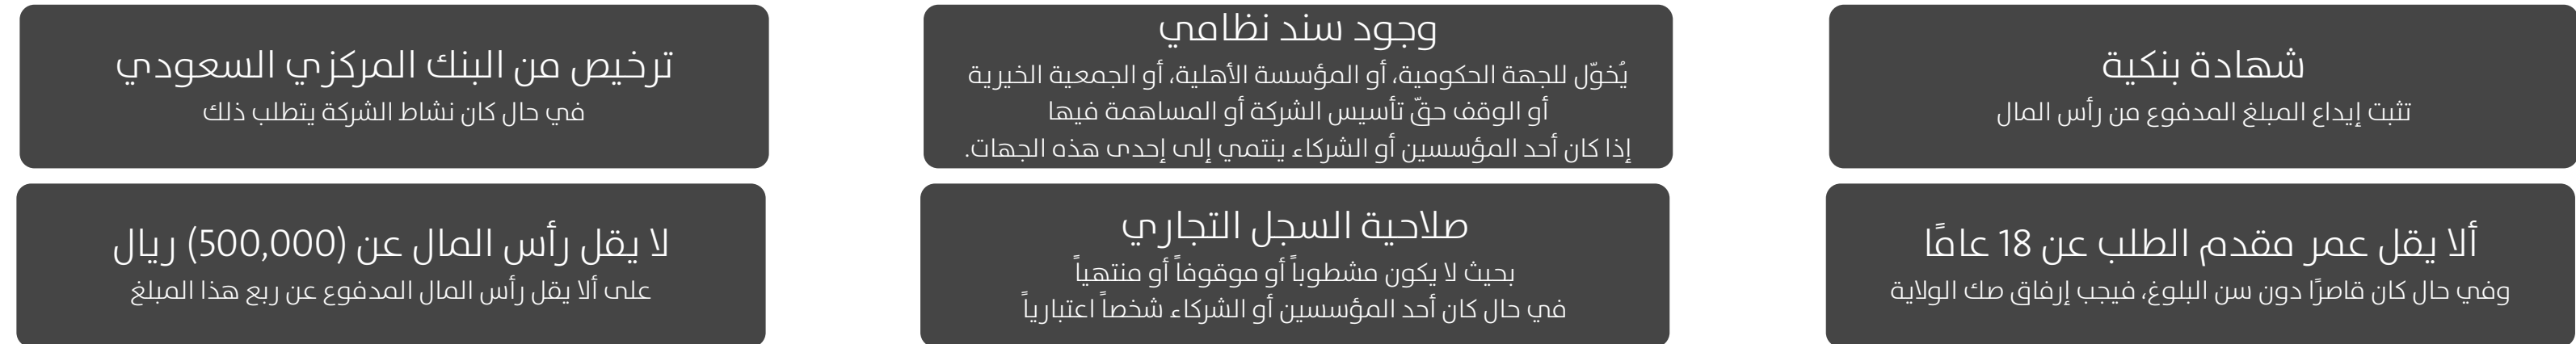 شهادة بنكية
تثبت إيداع المبلغ المدفوع من رأس المال
وجود سند نظامي
يُخوّل للجهة الحكومية، أو المؤسسة الأهلية، أو الجمعية الخيرية
أو الوقف حقّ تأسيس الشركة أو المساهمة فيها
إذا كان أحد المؤسسين أو الشركاء ينتمي إلى إحدى هذه الجهات.
ترخيص من البنك المركزي السعودي
في حال كان نشاط الشركة يتطلب ذلك
ألا يقل عمر مقدم الطلب عن 18 عامًا
وفي حال كان قاصرًا دون سن البلوغ، فيجب إرفاق صك الولاية
صلاحية السجل التجاري
بحيث لا يكون مشطوباً أو موقوفاً أو منتهياً
في حال كان أحد المؤسسين أو الشركاء شخصاً اعتبارياً
لا يقل رأس المال عن (500,000) ريال
على ألا يقل رأس المال المدفوع عن ربع هذا المبلغ